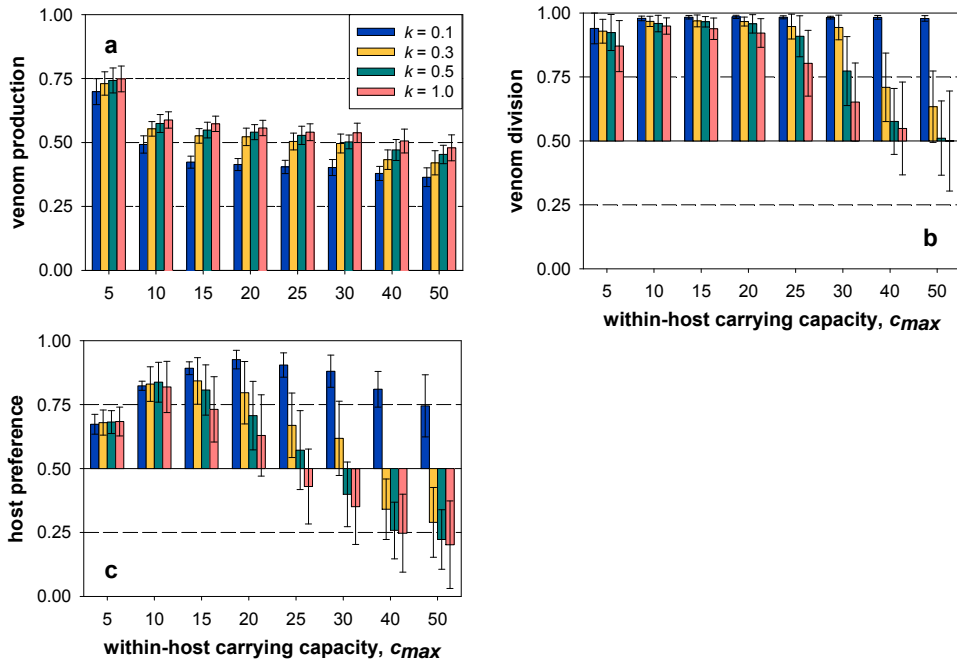 a
k = 0.1
k = 0.3
k = 0.5
k = 1.0
venom production
1.00
0.75
0.50
0.25
0.00
5 10 15 20 25 30 40 50
b
venom division
1.00
0.75
0.50
0.25
0.00
5 10 15 20 25 30 40 50
within-host carrying capacity, cmax
c
host preference
1.00
0.75
0.50
0.25
0.00
5 10 15 20 25 30 40 50
within-host carrying capacity, cmax